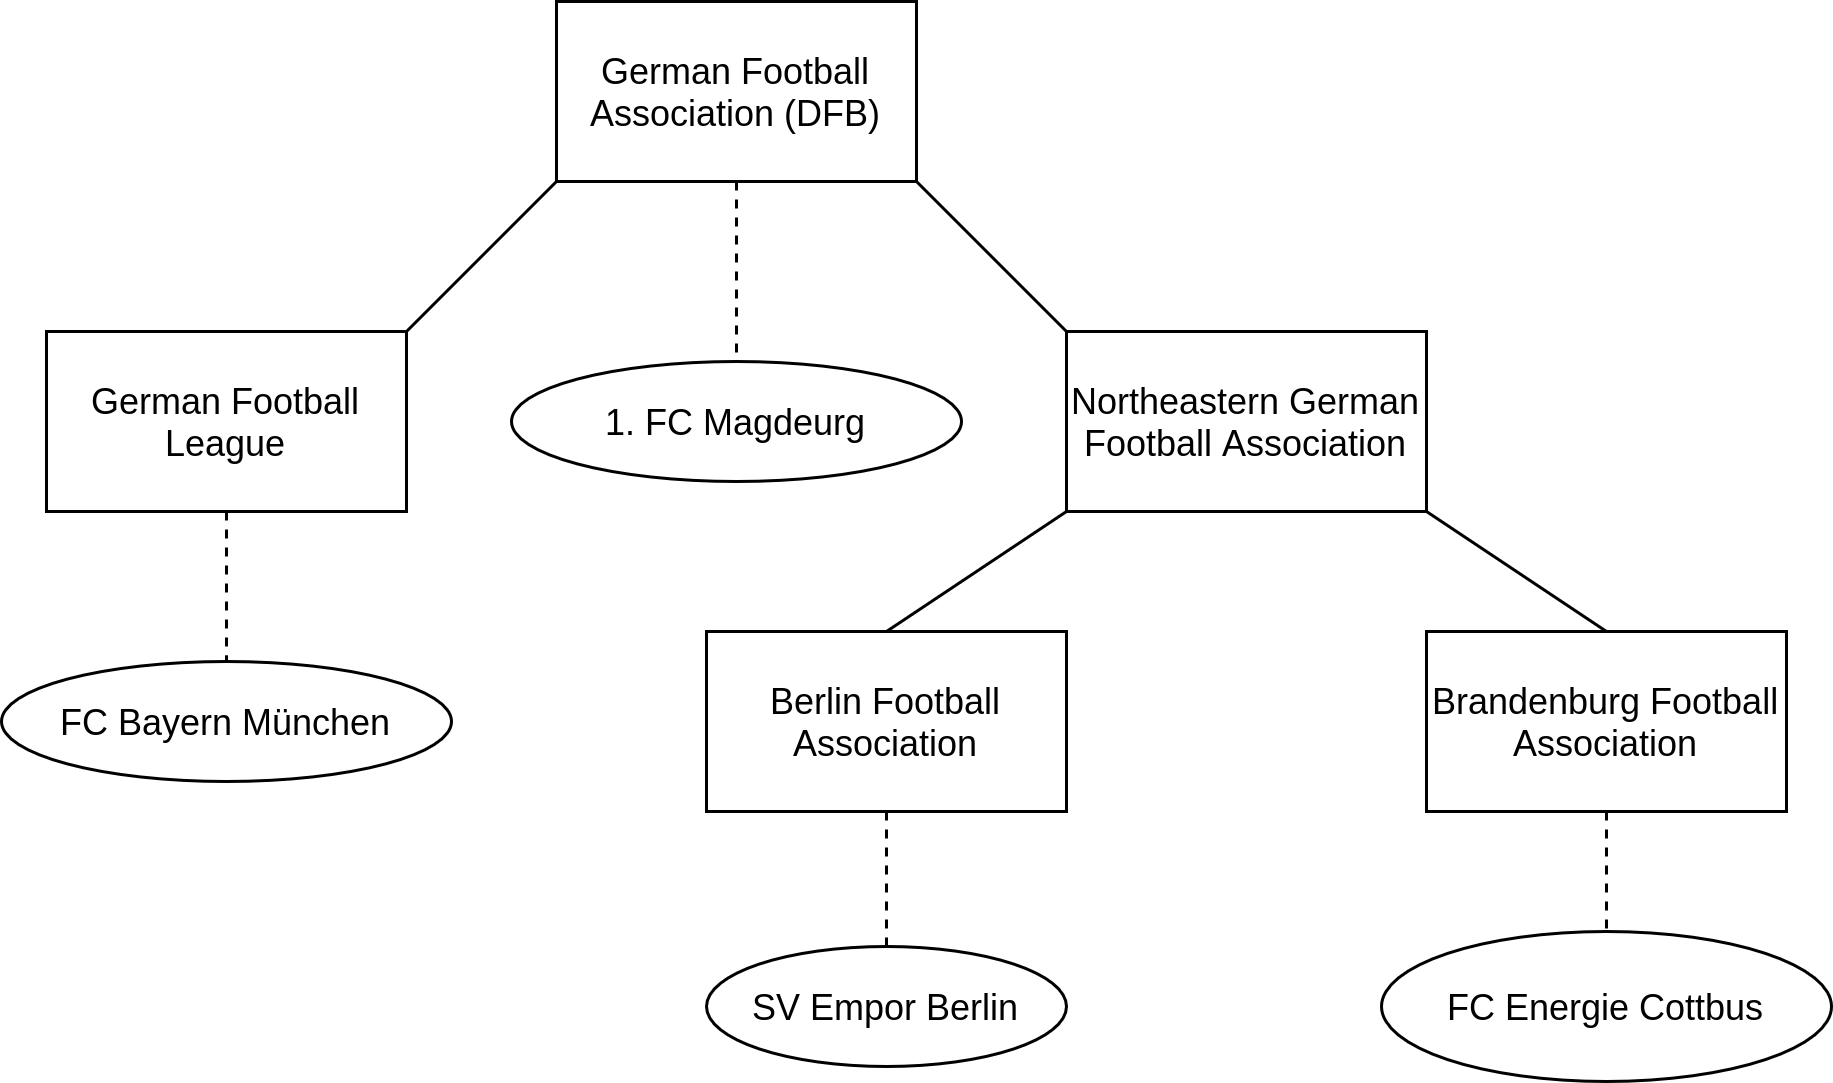 German Football
Association (DFB)
German Football
League
1. FC Magdeurg
Northeastern German
Football Association
FC Bayern München
Berlin Football
Association
Brandenburg Football
Association
SV Empor Berlin
FC Energie Cottbus